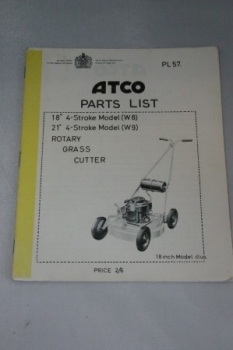 PL 57.
ATCO
PARTS LIST
18" 4-Stroke Model (W8)
21" 4-Stroke Model (W9)
ROTARY
GRASS
CUTTER
18 inch Model illus.
PRICE 2/6